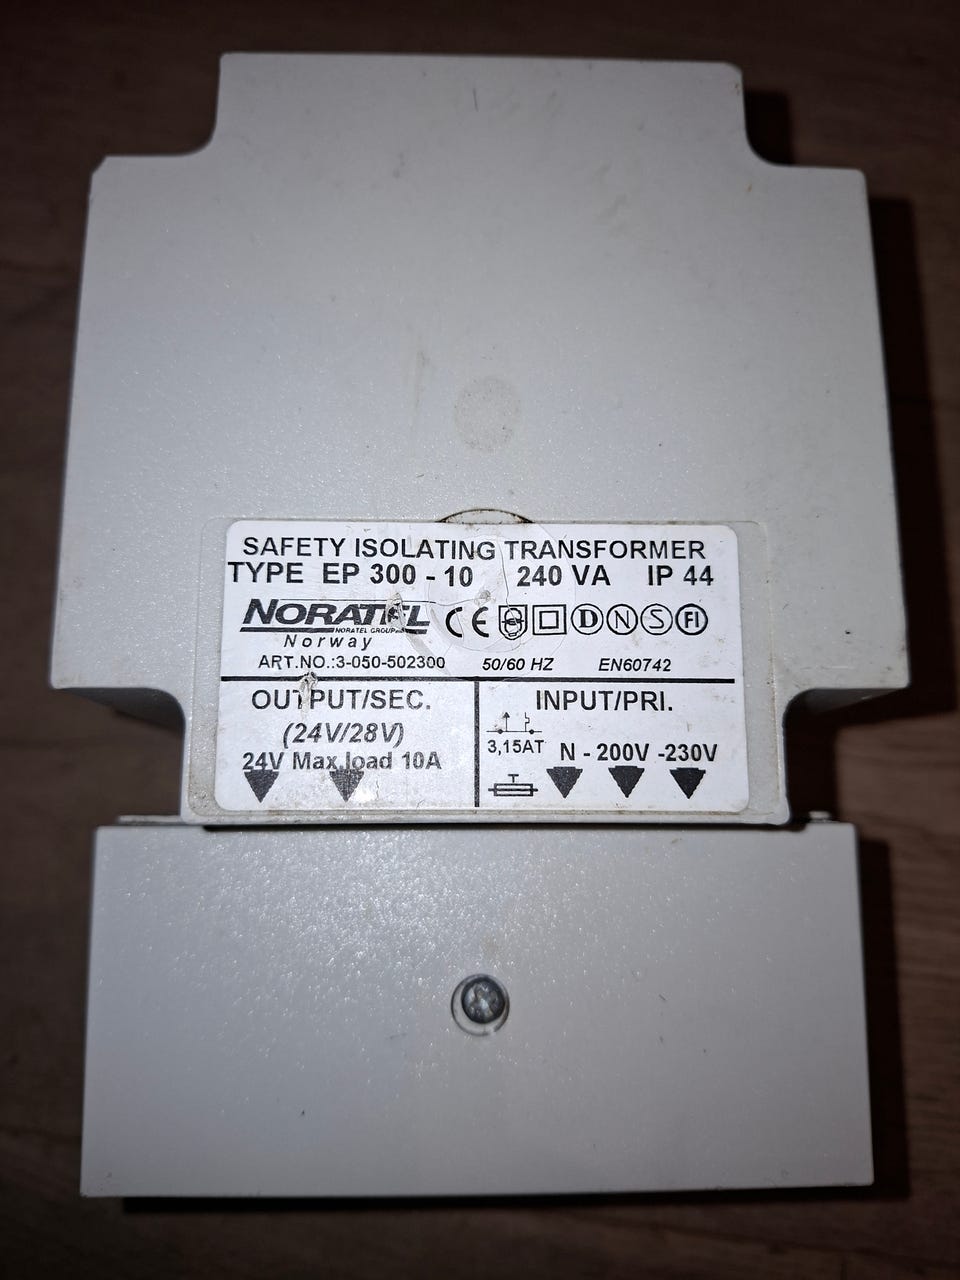 SAFETY ISOLATING TRANSFORMER
TYPE EP 300 - 10 240 VA IP 44
NORATEL
NORATEL GROUP
Norway
D N S FI
ART.NO.:3-050-502300 50/60 HZ EN60742
OUTPUT/SEC.
(24V/28V)
24V Max.load 10A
INPUT/PRI.
3,15AT
N - 200V -230V
T